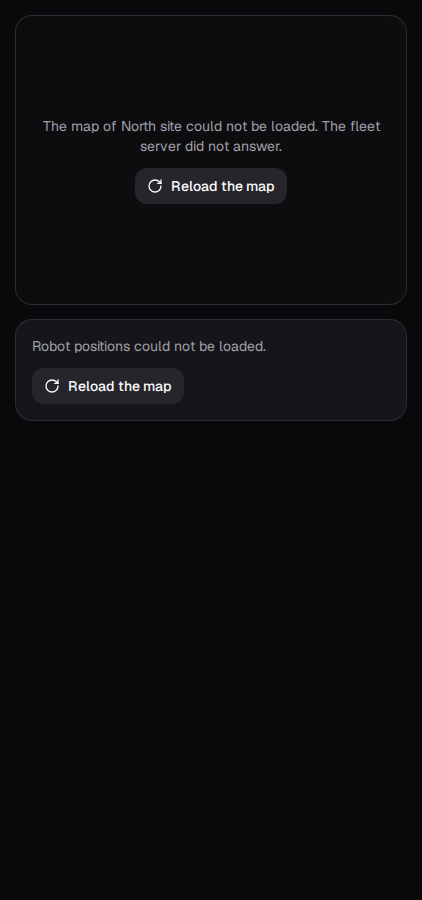 The map of North site could not be loaded. The fleet
server did not answer.
Reload the map
Robot positions could not be loaded.
Reload the map